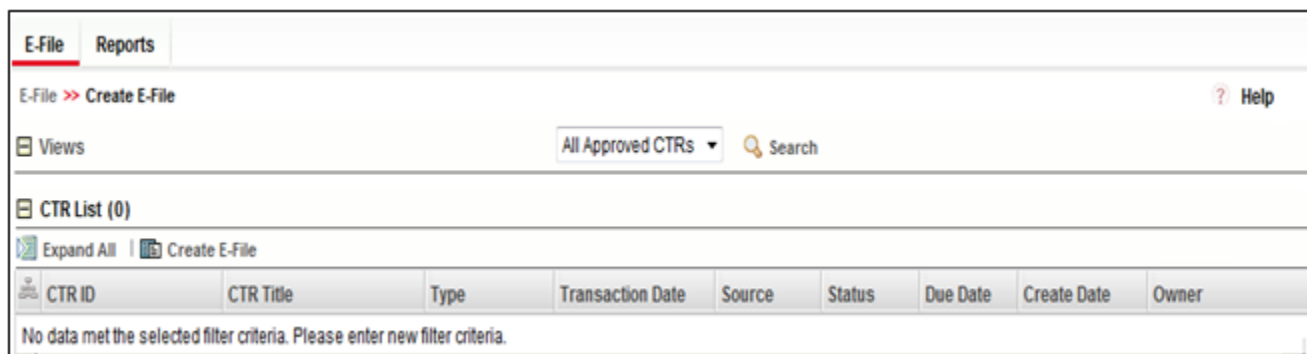 E-File Reports
E-File >> Create E-File ? Help
Views All Approved CTRs Search
CTR List (0)
Expand All | Create E-File
CTR ID CTR Title Type Transaction Date Source Status Due Date Create Date Owner
No data met the selected filter criteria. Please enter new filter criteria.